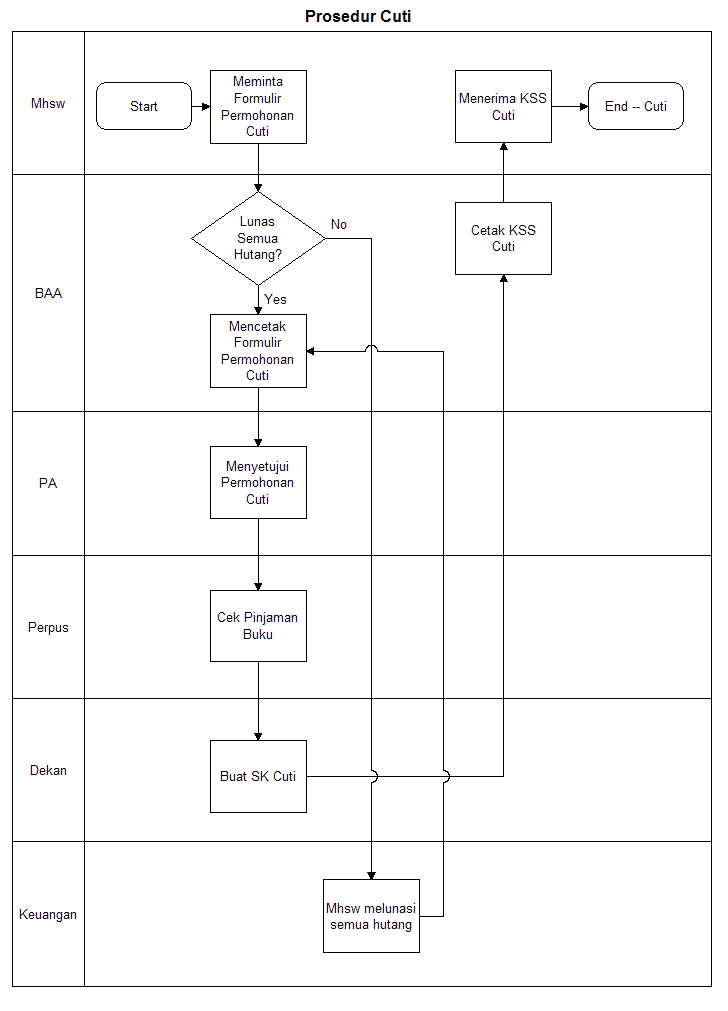 Prosedur Cuti
Mhsw
Start
Meminta
Formulir
Permohonan
Cuti
Menerima KSS
Cuti
End -- Cuti
BAA
Lunas
Semua
Hutang?
No
Yes
Cetak KSS
Cuti
Mencetak
Formulir
Permohonan
Cuti
PA
Menyetujui
Permohonan
Cuti
Perpus
Cek Pinjaman
Buku
Dekan
Buat SK Cuti
Keuangan
Mhsw melunasi
semua hutang